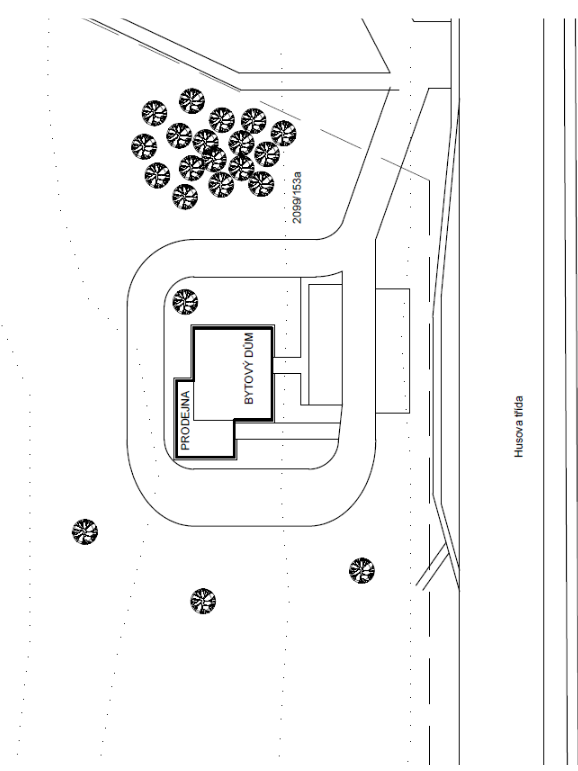 2099/153a
BYTOVÝ DŮM
PRODEJNA
Husova třída